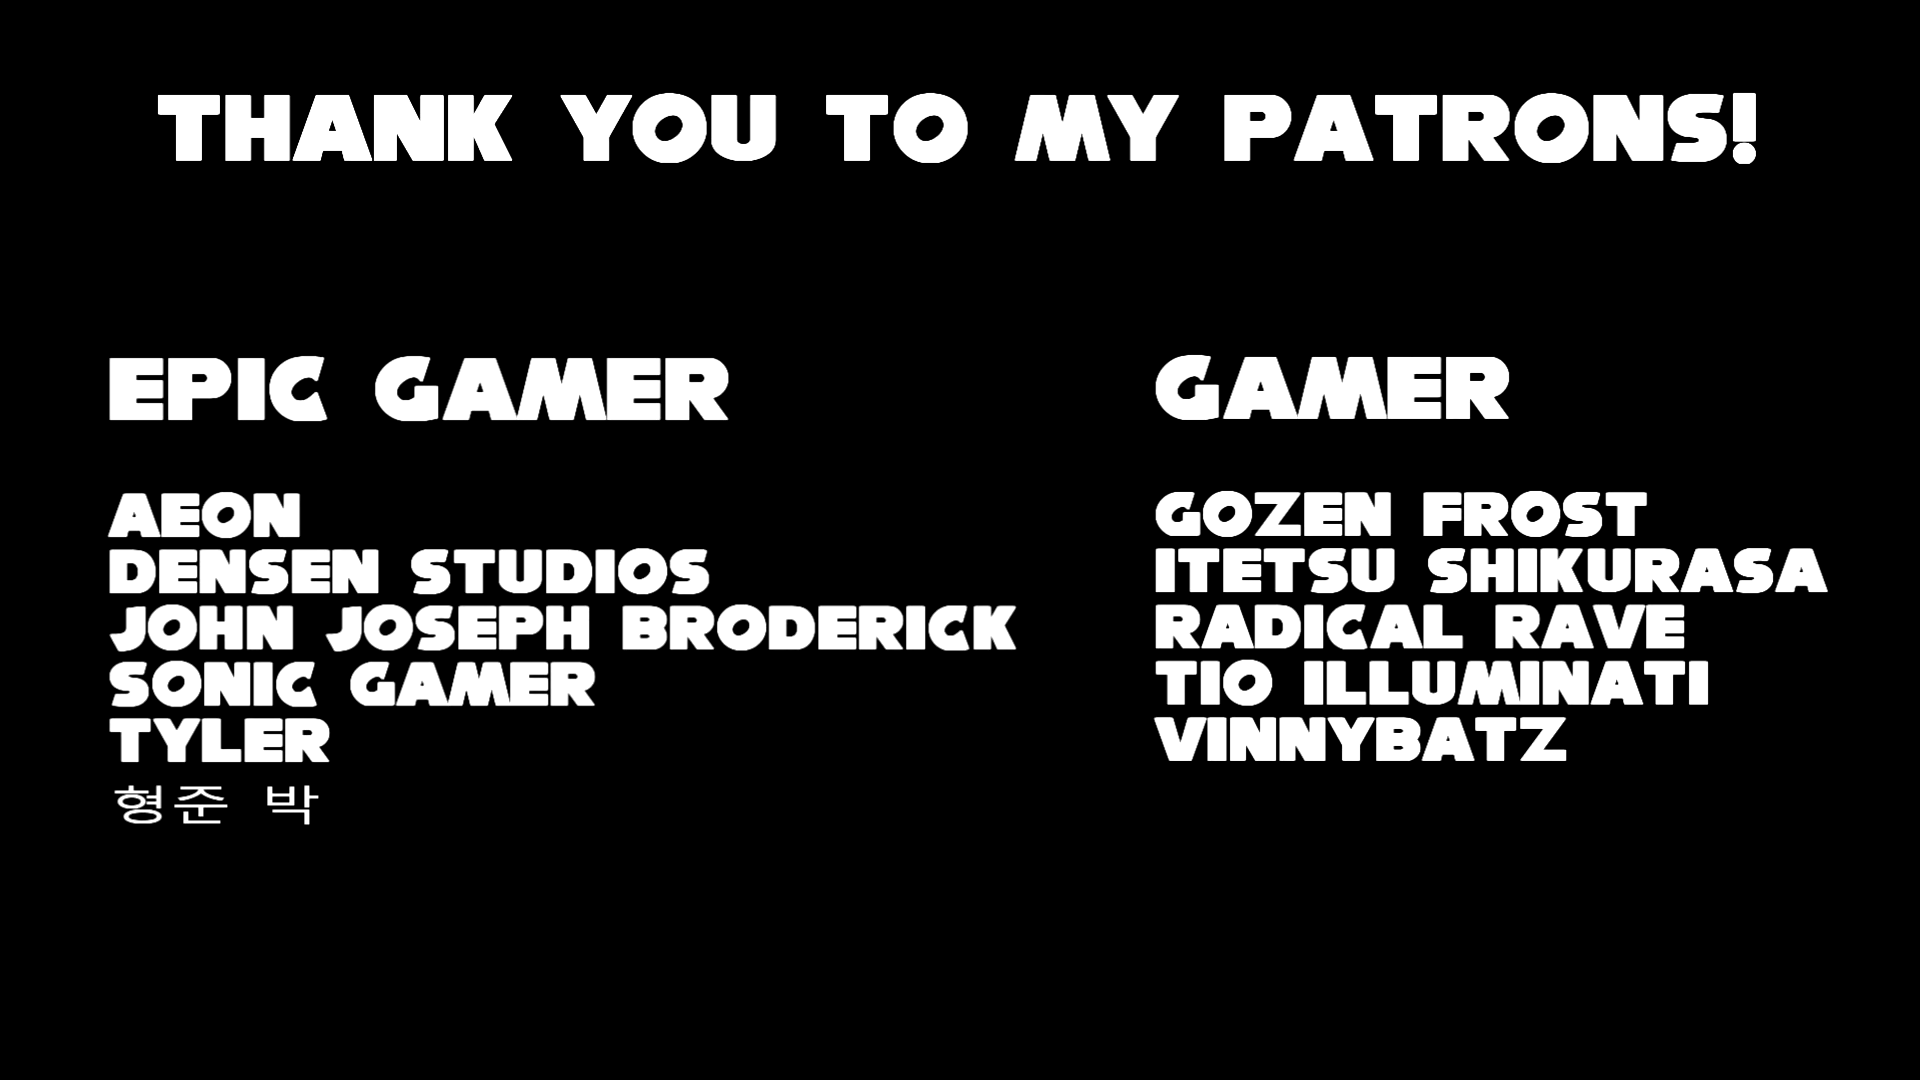 THANK YOU TO MY PATRONS!
EPIC GAMER
AEON
DENSEN STUDIOS
JOHN JOSEPH BRODERICK
SONIC GAMER
TYLER
형준 박
GAMER
GOZEN FROST
ITETSU SHIKURASA
RADICAL RAVE
TIO ILLUMINATI
VINNYBATZ